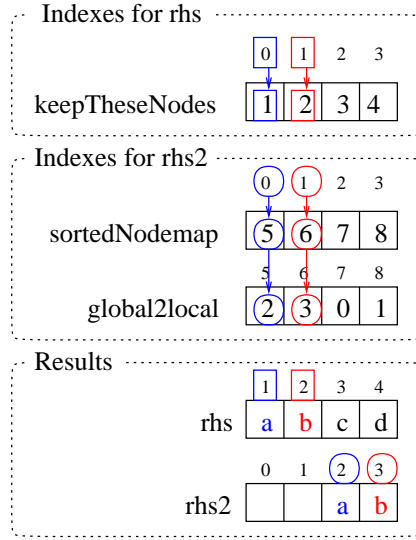 Indexes for rhs
0 1 2 3
keepTheseNodes 1 2 3 4
Indexes for rhs2
0 1 2 3
sortedNodemap 5 6 7 8
5 6 7 8
global2local 2 3 0 1
Results
1 2 3 4
rhs a b c d
0 1 2 3
rhs2 a b